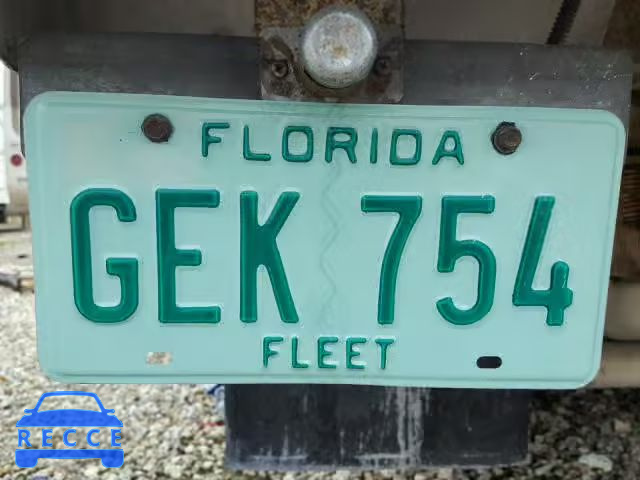 FLORIDA
GEK 754
FLEET
RECCE